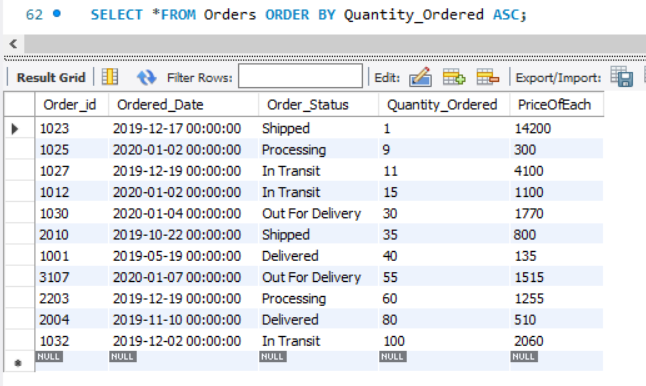 62 SELECT *FROM Orders ORDER BY Quantity_Ordered ASC;
Result Grid Filter Rows: Edit: Export/Import:
Order_id Ordered_Date Order_Status Quantity_Ordered PriceOfEach
1023 2019-12-17 00:00:00 Shipped 1 14200
1025 2020-01-02 00:00:00 Processing 9 300
1027 2019-12-19 00:00:00 In Transit 11 4100
1012 2020-01-02 00:00:00 In Transit 15 1100
1030 2020-01-04 00:00:00 Out For Delivery 30 1770
2010 2019-10-22 00:00:00 Shipped 35 800
1001 2019-05-19 00:00:00 Delivered 40 135
3107 2020-01-07 00:00:00 Out For Delivery 55 1515
2203 2019-12-19 00:00:00 Processing 60 1255
2004 2019-11-10 00:00:00 Delivered 80 510
1032 2019-12-02 00:00:00 In Transit 100 2060
NULL NULL NULL NULL NULL